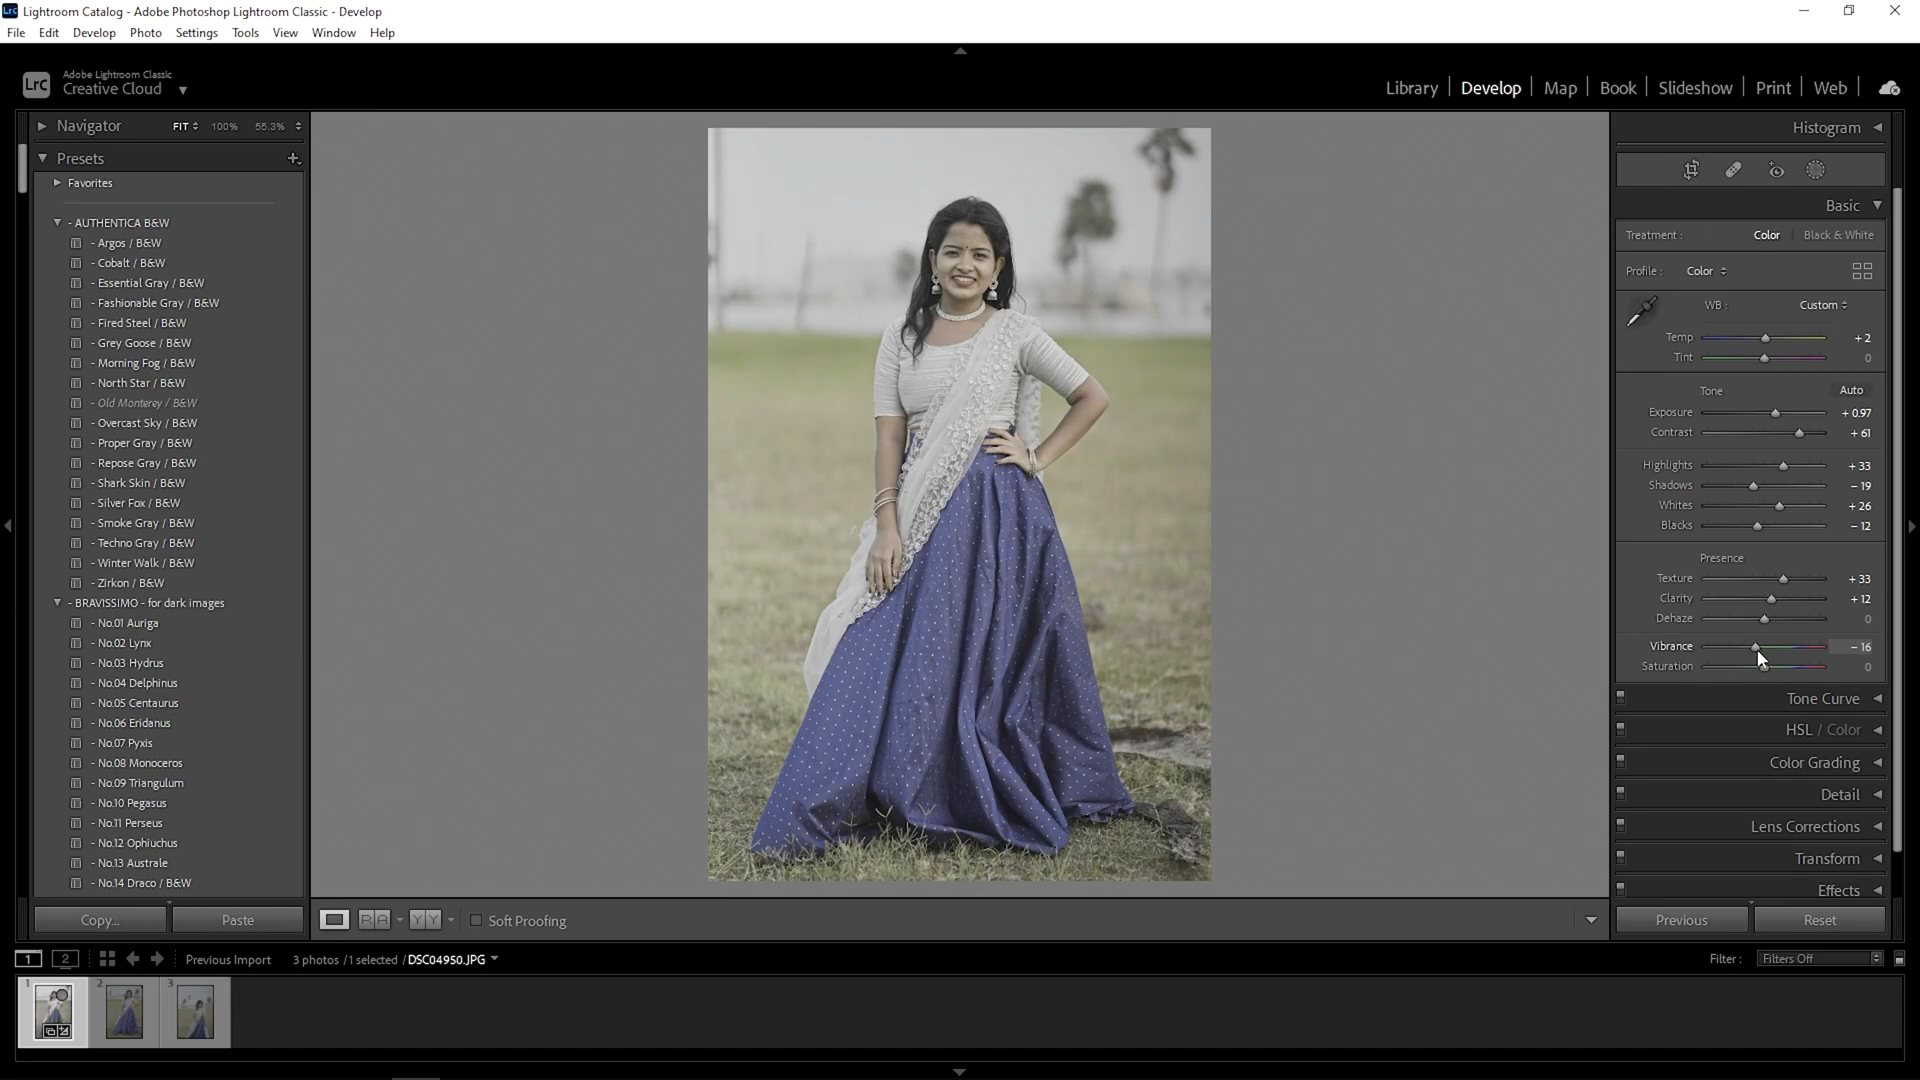 Lrc Lightroom Catalog - Adobe Photoshop Lightroom Classic - Develop
File Edit Develop Photo Settings Tools View Window Help
Lrc Adobe Lightroom Classic
Creative Cloud
Library Develop Map Book Slideshow Print Web
Navigator FIT 100% 55.3%
Presets
Favorites
- AUTHENTICA B&W
- Argos / B&W
- Cobalt / B&W
- Essential Gray / B&W
- Fashionable Gray / B&W
- Fired Steel / B&W
- Grey Goose / B&W
- Morning Fog / B&W
- North Star / B&W
- Old Monterey / B&W
- Overcast Sky / B&W
- Proper Gray / B&W
- Repose Gray / B&W
- Shark Skin / B&W
- Silver Fox / B&W
- Smoke Gray / B&W
- Techno Gray / B&W
- Winter Walk / B&W
- Zirkon / B&W
- BRAVISSIMO - for dark images
- No.01 Auriga
- No.02 Lynx
- No.03 Hydrus
- No.04 Delphinus
- No.05 Centaurus
- No.06 Eridanus
- No.07 Pyxis
- No.08 Monoceros
- No.09 Triangulum
- No.10 Pegasus
- No.11 Perseus
- No.12 Ophiuchus
- No.13 Australe
- No.14 Draco / B&W
Copy... Paste
R A Y Y Soft Proofing
Histogram
Basic
Treatment : Color Black & White
Profile : Color
WB : Custom
Temp + 2
Tint 0
Tone Auto
Exposure + 0.97
Contrast + 61
Highlights + 33
Shadows – 19
Whites + 26
Blacks – 12
Presence
Texture + 33
Clarity + 12
Dehaze 0
Vibrance – 16
Saturation 0
Tone Curve
HSL / Color
Color Grading
Detail
Lens Corrections
Transform
Effects
Previous Reset
1 2 Previous Import 3 photos / 1 selected / DSC04950.JPG Filter : Filters Off
1 2 3